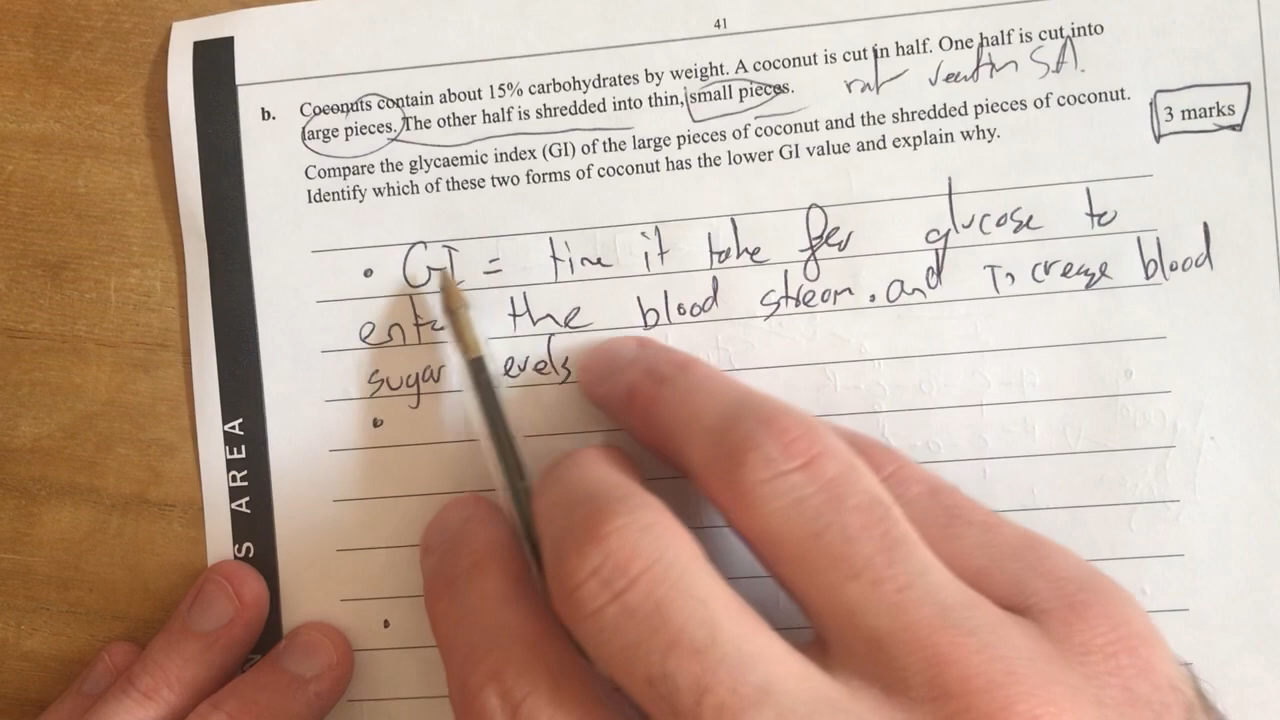 41
b. Coconuts contain about 15% carbohydrates by weight. A coconut is cut in half. One half is cut into
large pieces. The other half is shredded into thin, small pieces.
S.A.
3 marks
Compare the glycaemic index (GI) of the large pieces of coconut and the shredded pieces of coconut.
Identify which of these two forms of coconut has the lower GI value and explain why.
• GI = time it take for glucose to
the blood stream. and blood
sugar levels
•
•
S AREA